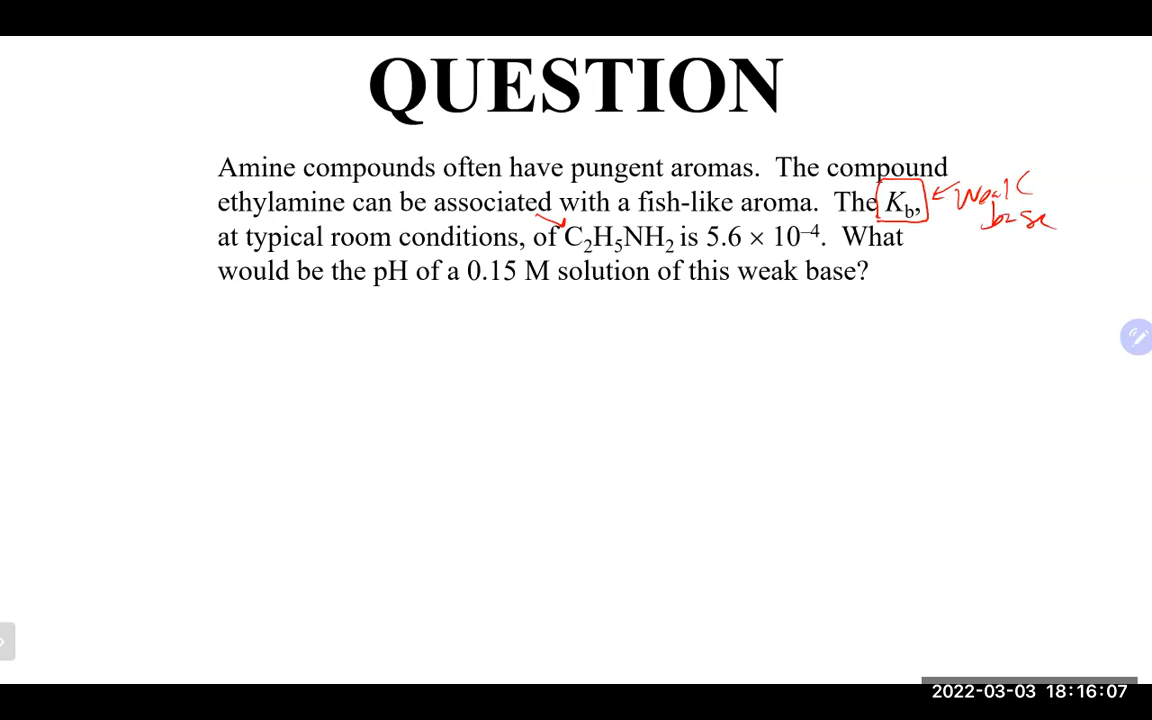 QUESTION
Amine compounds often have pungent aromas. The compound
ethylamine can be associated with a fish-like aroma. The K_b,
at typical room conditions, of C₂H₅NH₂ is 5.6 × 10⁻⁴. What
would be the pH of a 0.15 M solution of this weak base?
base
2022-03-03 18:16:07